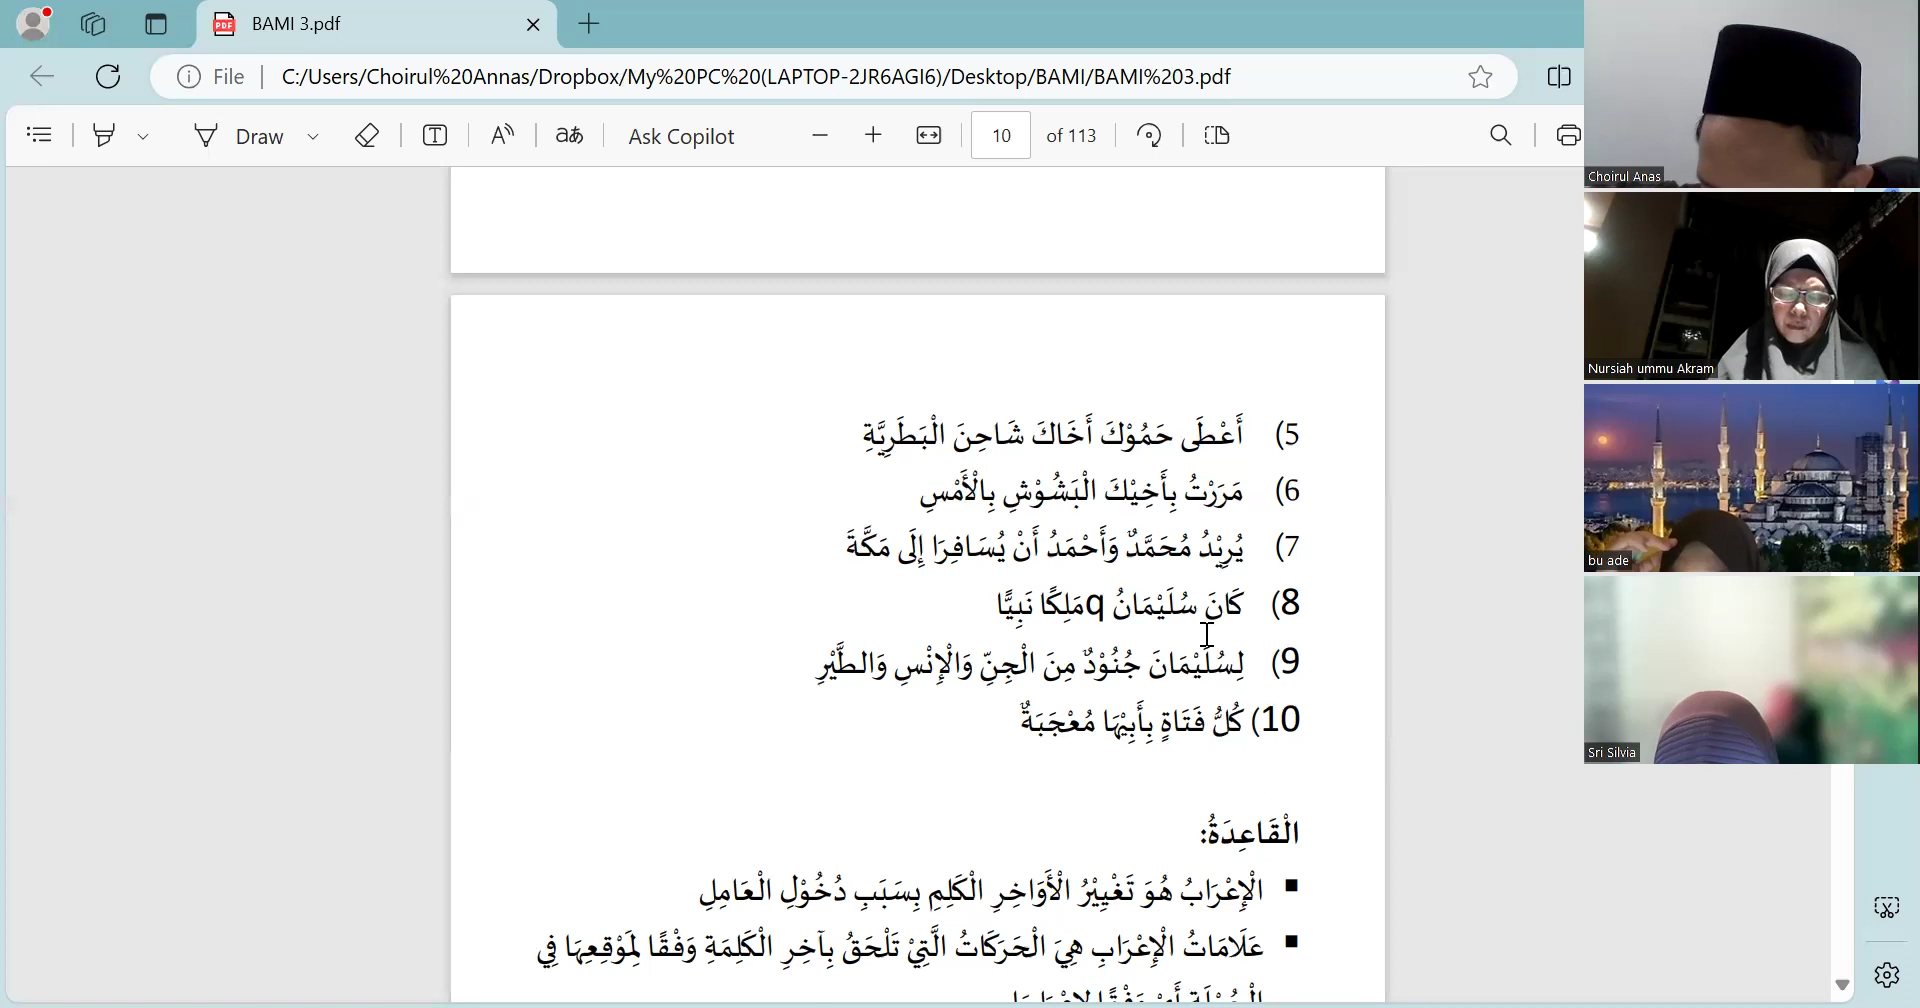 BAMI 3.pdf
File
C:/Users/Choirul%20Annas/Dropbox/My%20PC%20(LAPTOP-2JR6AGI6)/Desktop/BAMI/BAMI%203.pdf
Draw
aあ
Ask Copilot
10 of 113
5) أَعْطَى حَمُوْكَ أَخَاكَ شَاحِنَ الْبَطَرِيَّةِ
6) مَرَرْتُ بِأَخِيْكَ الْبَشُوْشِ بِالْأَمْسِ
7) يُرِيْدُ مُحَمَّدٌ وَأَحْمَدُ أَنْ يُسَافِرَا إِلَى مَكَّةَ
8) كَانَ سُلَيْمَانُ qمَلِكًا نَبِيًّا
9) لِسُلَيْمَانَ جُنُوْدٌ مِنَ الْجِنِّ وَالْإِنْسِ وَالطَّيْرِ
10) كُلُّ فَتَاةٍ بِأَبِيْهَا مُعْجَبَةٌ
الْقَاعِدَةُ:
■ الْإِعْرَابُ هُوَ تَغْيِيْرُ الْأَوَاخِرِ الْكَلِمِ بِسَبَبِ دُخُوْلِ الْعَامِلِ
■ عَلَامَاتُ الْإِعْرَابِ هِيَ الْحَرَكَاتُ الَّتِيْ تَلْحَقُ بِآخِرِ الْكَلِمَةِ وَفْقًا لِمَوْقِعِهَا فِي
Choirul Anas
Nursiah ummu Akram
bu ade
Sri Silvia